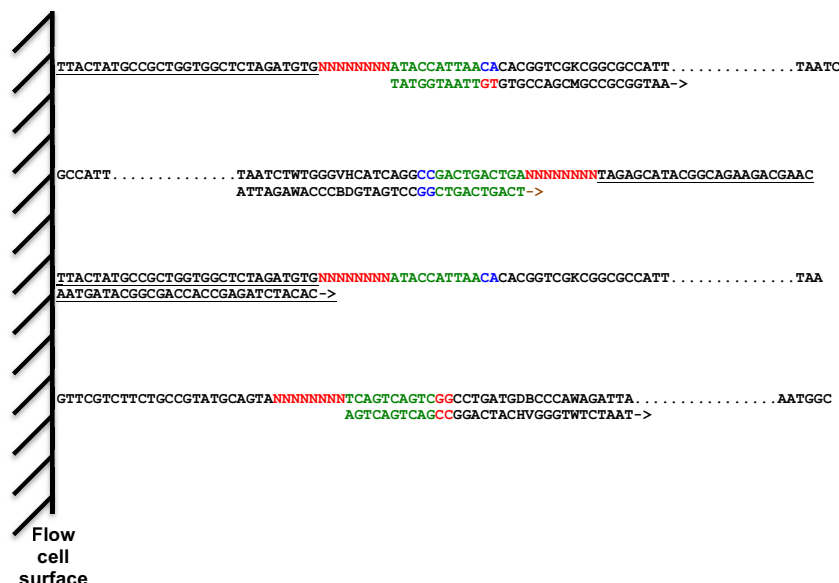 TTACTATGCCGCTGGTGGCTCTAGATGTGNNNNNNNNATACCATTAACACACGGTCGKCGGCGCCATT..............TAATC
TATGGTAATTGTGTGCCAGCMGCCGCGGTAA->
GCCATT..............TAATCTWTGGGVHCATCAGGCCGACTGACTGANNNNNNNNTAGAGCATACGGCAGAAGACGAAC
ATTAGAWACCCBDGTAGTCCGGCTGACTGACT->
TTACTATGCCGCTGGTGGCTCTAGATGTGNNNNNNNNATACCATTAACACACGGTCGKCGGCGCCATT..............TAA
AATGATACGGCGACCACCGAGATCTACAC->
GTTCGTCTTCTGCCGTATGCAGTANNNNNNNNTCAGTCAGTCGGCCTGATGDBCCCAWAGATTA................AATGGC
AGTCAGTCAGCCGGACTACHVGGGTWTCTAAT->
Flow
cell
surface